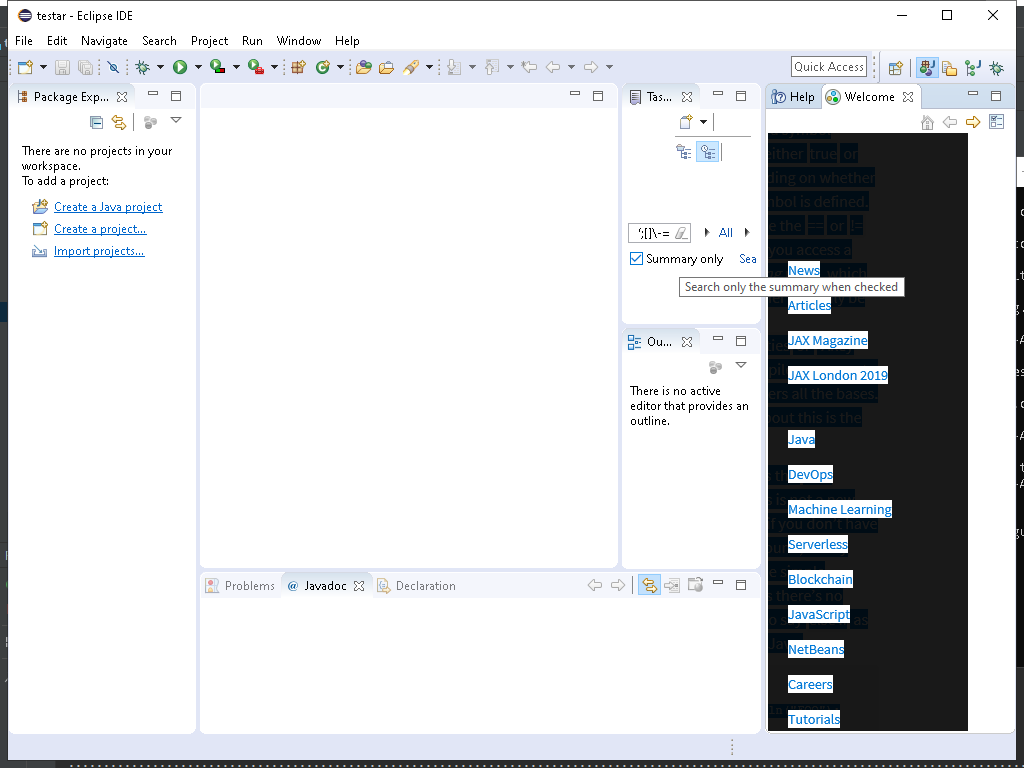 testar - Eclipse IDE
File Edit Navigate Search Project Run Window Help
Quick Access
Package Exp...
There are no projects in your
workspace.
To add a project:
Create a Java project
Create a project...
Import projects...
Tas...
';[]\-=
All
Summary only
Sea
Search only the summary when checked
Ou...
There is no active
editor that provides an
outline.
Problems
@ Javadoc
Declaration
Help
Welcome
either true or
ding on whether
mbol is defined.
e the == or !=
you access a
which
News
Articles
JAX Magazine
JAX London 2019
ers all the bases.
out this is the
Java
DevOps
Machine Learning
f you don't have
Serverless
Blockchain
s there's no
JavaScript
as
NetBeans
Careers
Tutorials